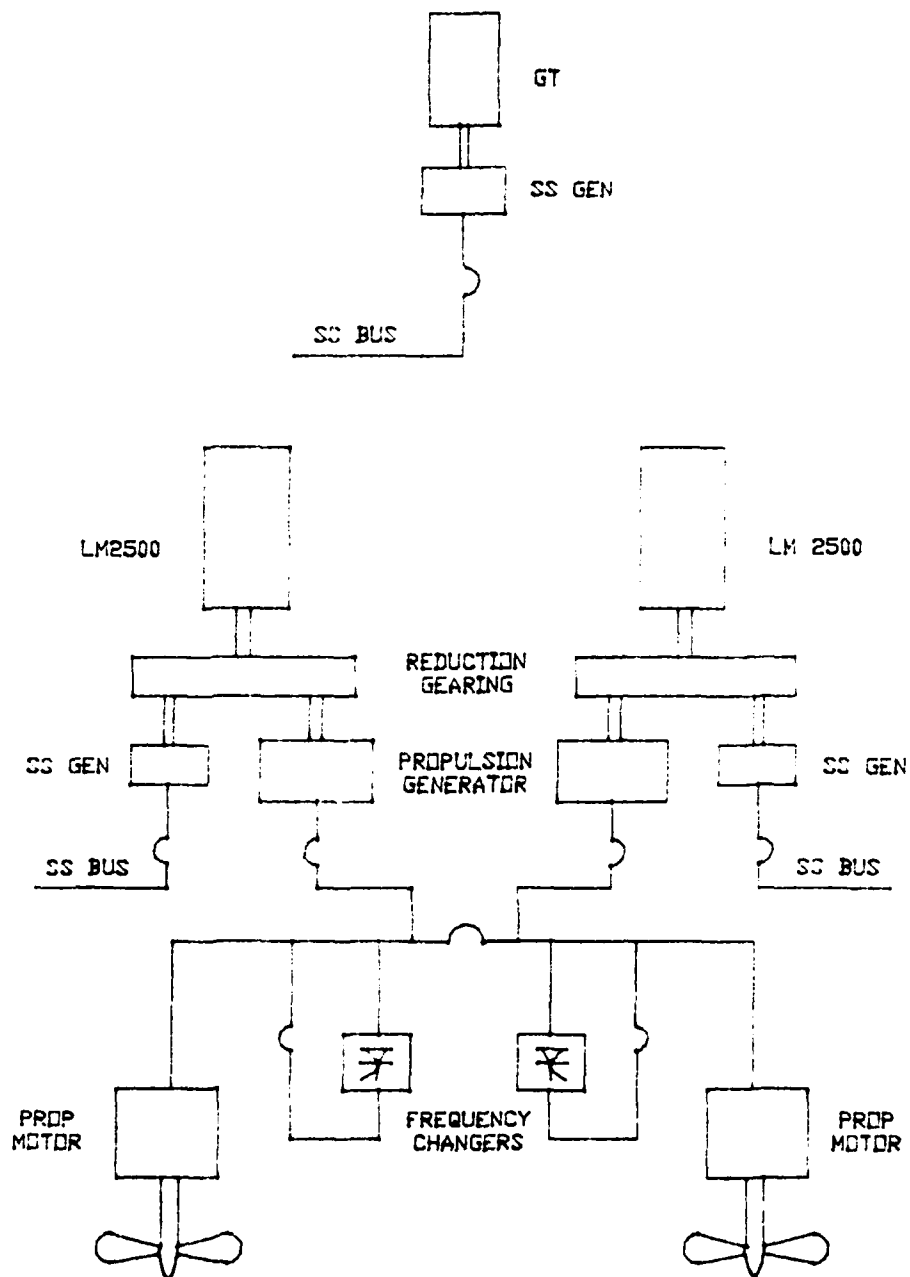 GT
SS GEN
SS BUS
LM2500
LM 2500
REDUCTION
GEARING
SS GEN
PROPULSION
GENERATOR
SS GEN
SS BUS
SS BUS
PROP
MOTOR
FREQUENCY
CHANGERS
PROP
MOTOR